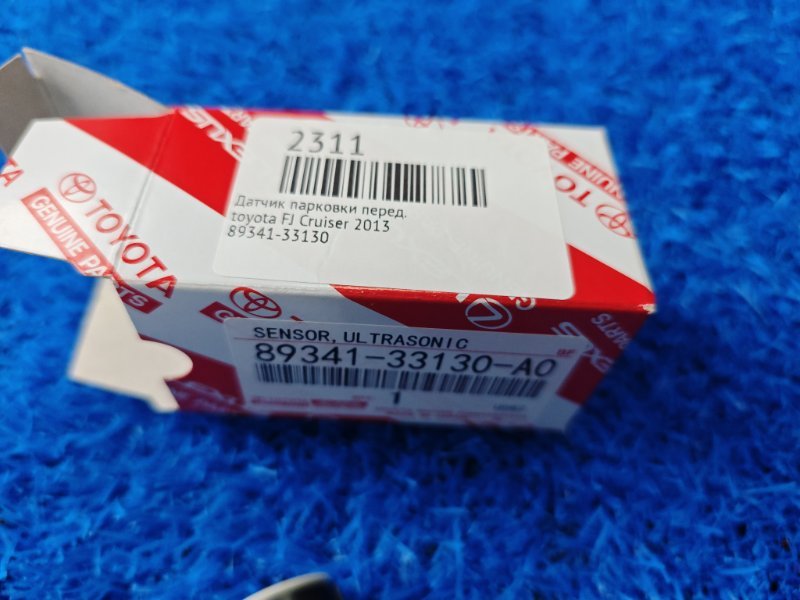 2311
Датчик парковки перед.
toyota FJ Cruiser 2013
89341-33130
TOYOTA
GENUINE PARTS
SENSOR, ULTRASONIC
89341-33130-A0
1